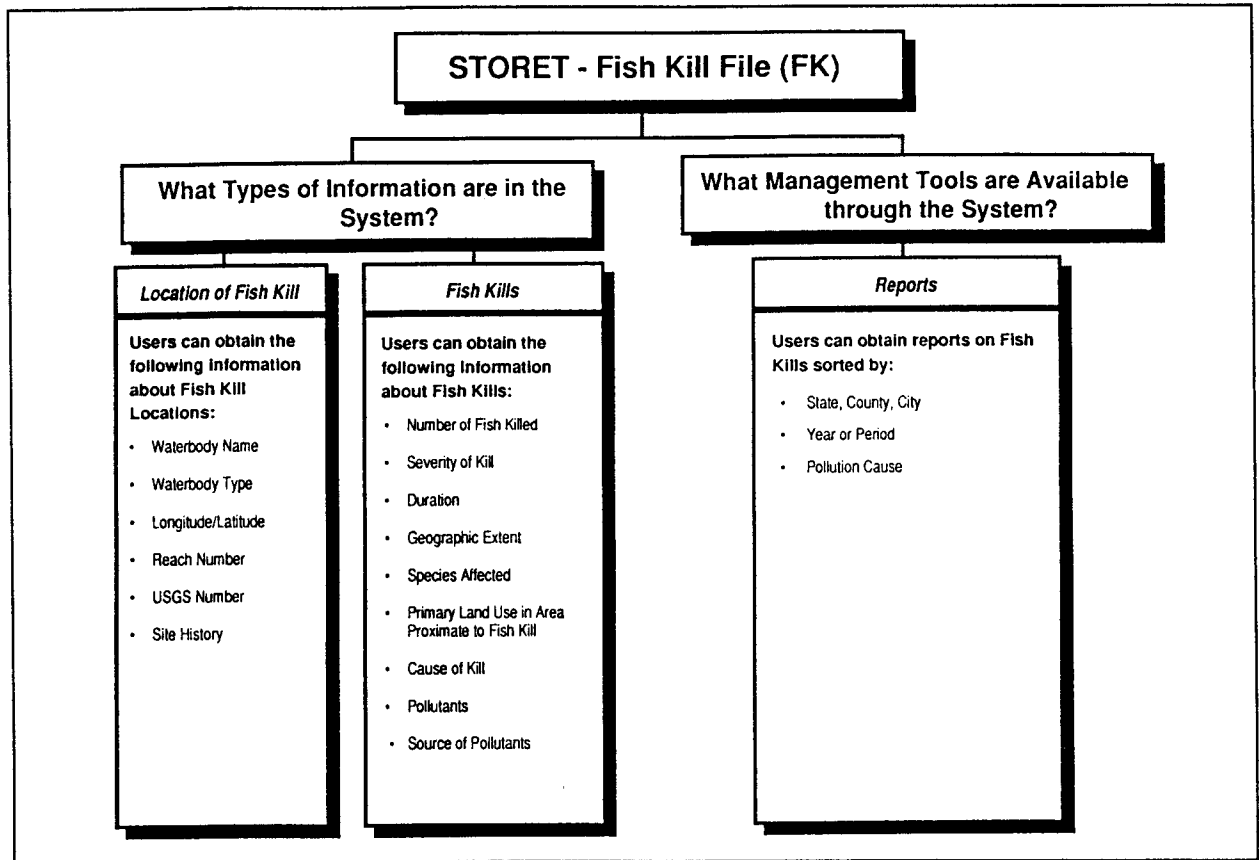 STORET - Fish Kill File (FK)
What Types of Information are in the
System?
What Management Tools are Available
through the System?
Location of Fish Kill
Users can obtain the
following Information
about Fish Kill
Locations:
• Waterbody Name
• Waterbody Type
• Longitude/Latitude
• Reach Number
• USGS Number
• Site History
Fish Kills
Users can obtain the
following Information
about Fish Kills:
• Number of Fish Killed
• Severity of Kill
• Duration
• Geographic Extent
• Species Affected
• Primary Land Use in Area
Proximate to Fish Kill
• Cause of Kill
• Pollutants
• Source of Pollutants
Reports
Users can obtain reports on Fish
Kills sorted by:
• State, County, City
• Year or Period
• Pollution Cause